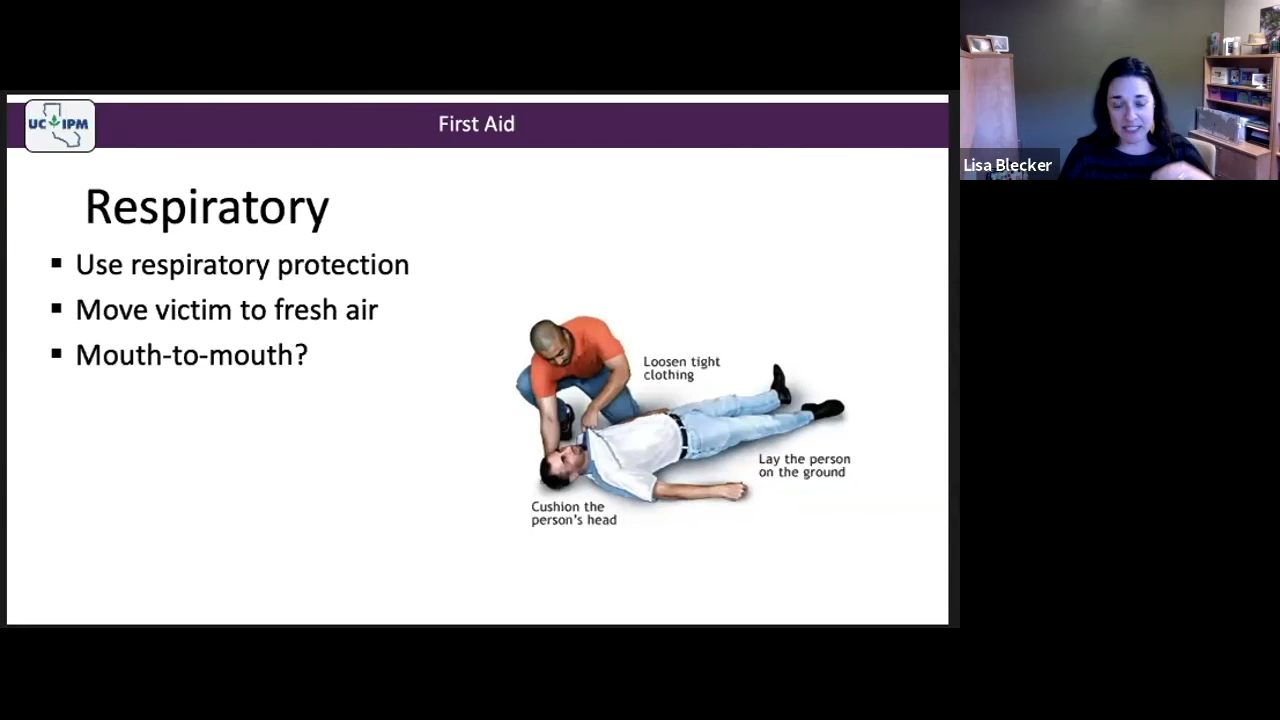 First Aid
UC IPM
Respiratory
▪ Use respiratory protection
▪ Move victim to fresh air
▪ Mouth-to-mouth?
Loosen tight
clothing
Lay the person
on the ground
Cushion the
person's head
Lisa Blecker